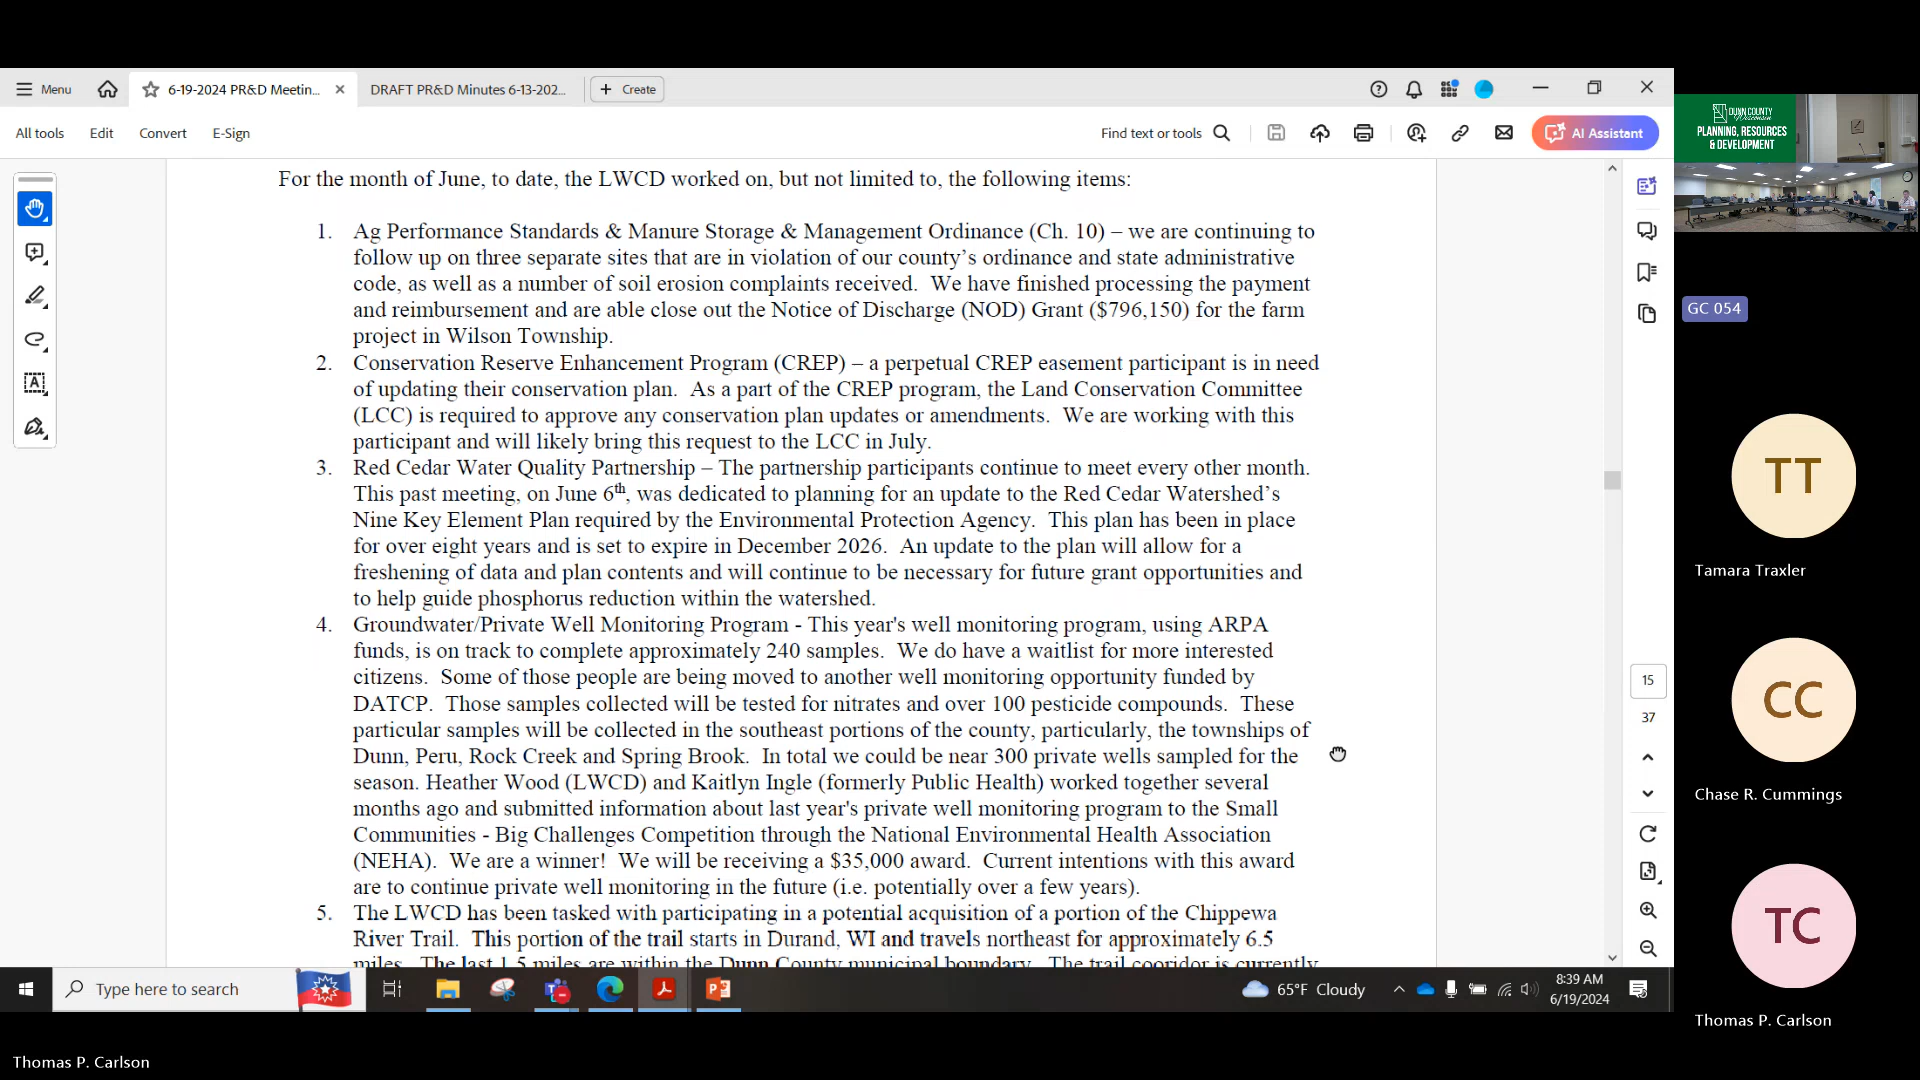 Menu
6-19-2024 PR&D Meetin...
DRAFT PR&D Minutes 6-13-202...
Create
All tools
Edit
Convert
E-Sign
Find text or tools
AI Assistant
For the month of June, to date, the LWCD worked on, but not limited to, the following items:
1. Ag Performance Standards & Manure Storage & Management Ordinance (Ch. 10) – we are continuing to
follow up on three separate sites that are in violation of our county's ordinance and state administrative
code, as well as a number of soil erosion complaints received. We have finished processing the payment
and reimbursement and are able close out the Notice of Discharge (NOD) Grant ($796,150) for the farm
project in Wilson Township.
2. Conservation Reserve Enhancement Program (CREP) – a perpetual CREP easement participant is in need
of updating their conservation plan. As a part of the CREP program, the Land Conservation Committee
(LCC) is required to approve any conservation plan updates or amendments. We are working with this
participant and will likely bring this request to the LCC in July.
3. Red Cedar Water Quality Partnership – The partnership participants continue to meet every other month.
This past meeting, on June 6th, was dedicated to planning for an update to the Red Cedar Watershed's
Nine Key Element Plan required by the Environmental Protection Agency. This plan has been in place
for over eight years and is set to expire in December 2026. An update to the plan will allow for a
freshening of data and plan contents and will continue to be necessary for future grant opportunities and
to help guide phosphorus reduction within the watershed.
4. Groundwater/Private Well Monitoring Program - This year's well monitoring program, using ARPA
funds, is on track to complete approximately 240 samples. We do have a waitlist for more interested
citizens. Some of those people are being moved to another well monitoring opportunity funded by
DATCP. Those samples collected will be tested for nitrates and over 100 pesticide compounds. These
particular samples will be collected in the southeast portions of the county, particularly, the townships of
Dunn, Peru, Rock Creek and Spring Brook. In total we could be near 300 private wells sampled for the
season. Heather Wood (LWCD) and Kaitlyn Ingle (formerly Public Health) worked together several
months ago and submitted information about last year's private well monitoring program to the Small
Communities - Big Challenges Competition through the National Environmental Health Association
(NEHA). We are a winner! We will be receiving a $35,000 award. Current intentions with this award
are to continue private well monitoring in the future (i.e. potentially over a few years).
5. The LWCD has been tasked with participating in a potential acquisition of a portion of the Chippewa
River Trail. This portion of the trail starts in Durand, WI and travels northeast for approximately 6.5
miles. The last 1.5 miles are within the Dunn County municipal boundary. The trail cooridor is currently
15
37
Type here to search
65°F Cloudy
8:39 AM
6/19/2024
Thomas P. Carlson
DUNN COUNTY
Wisconsin
PLANNING, RESOURCES
& DEVELOPMENT
GC 054
TT
Tamara Traxler
CC
Chase R. Cummings
TC
Thomas P. Carlson